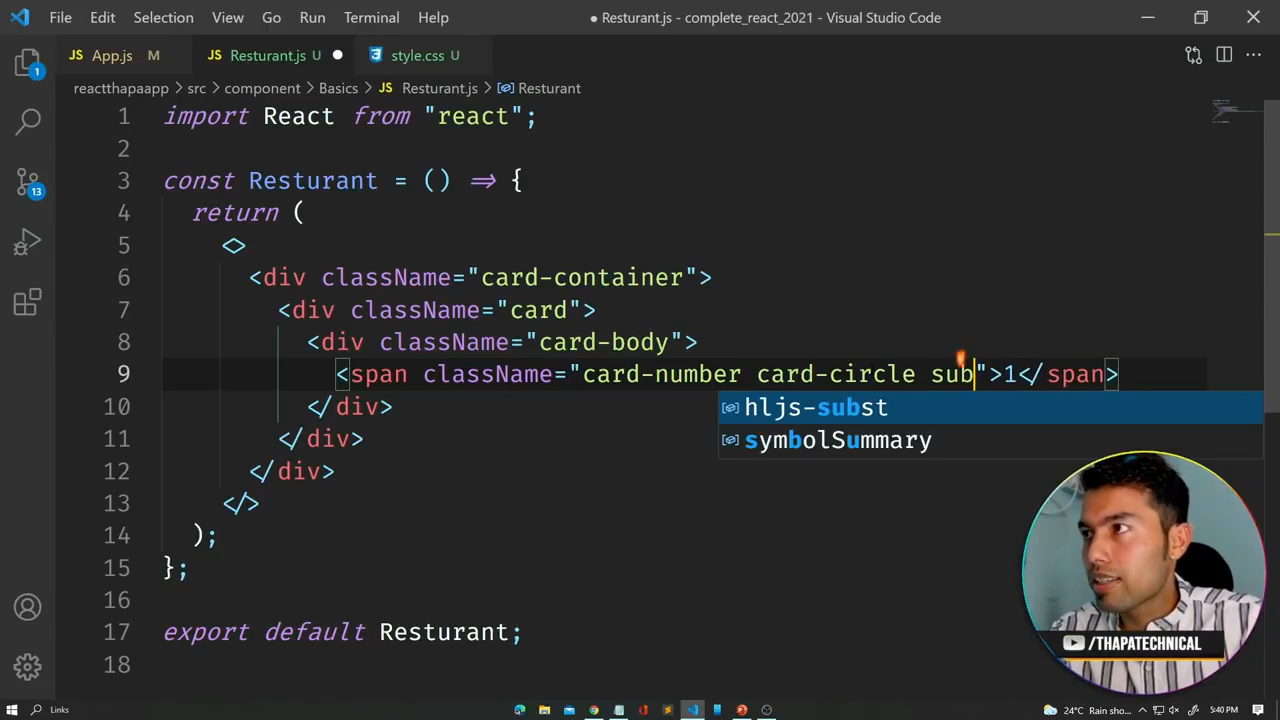 File Edit Selection View Go Run Terminal Help ● Resturant.js - complete_react_2021 - Visual Studio Code
JS App.js M JS Resturant.js U ● style.css U
reactthapaapp > src > component > Basics > JS Resturant.js > Resturant
1 import React from "react";
2
3 const Resturant = () => {
4 return (
5 <>
6 <div className="card-container">
7 <div className="card">
8 <div className="card-body">
9 <span className="card-number card-circle sub">1</span>
hljs-subst
10 </div>
symbolSummary
11 </div>
12 </div>
13 </>
14 );
15 };
16
17 export default Resturant;
18
1
13
/THAPATECHNICAL
Links 24°C Rain sho... 5:40 PM